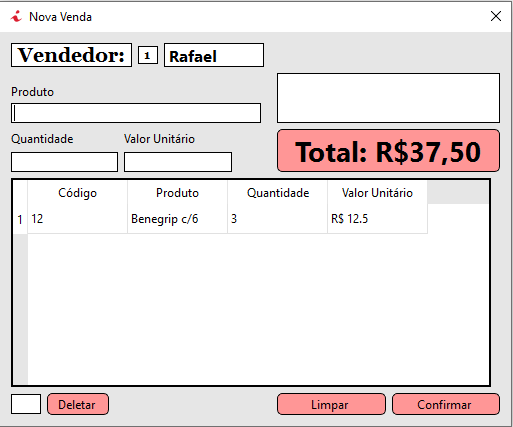 Nova Venda
Vendedor: 1 Rafael
Produto
Quantidade Valor Unitário
Total: R$37,50
Código Produto Quantidade Valor Unitário
1 12 Benegrip c/6 3 R$ 12.5
Deletar Limpar Confirmar